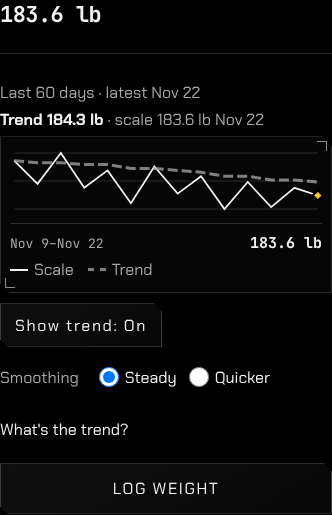 183.6 lb
Last 60 days · latest Nov 22
Trend 184.3 lb · scale 183.6 lb Nov 22
Nov 9–Nov 22 183.6 lb
Scale Trend
Show trend: On
Smoothing Steady Quicker
What's the trend?
LOG WEIGHT